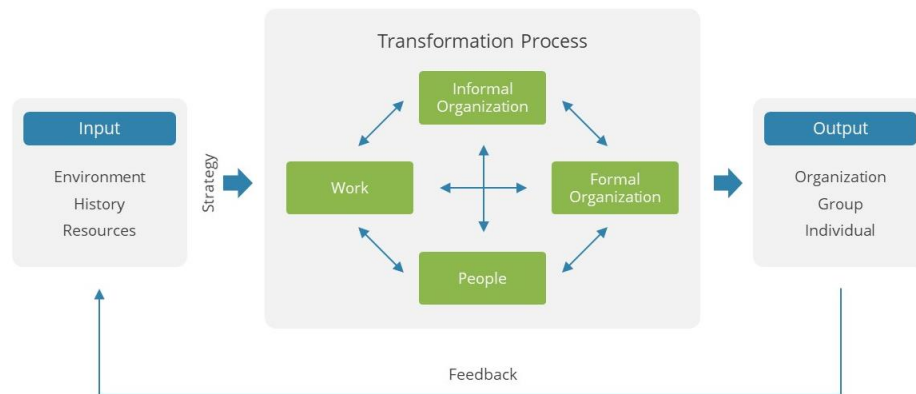 Transformation Process
Informal
Organization
Input
Output
Environment
History
Resources
Strategy
Work
Formal
Organization
Organization
Group
Individual
People
Feedback